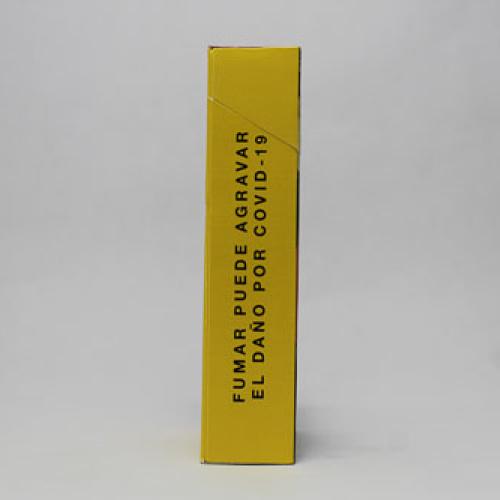 FUMAR PUEDE AGRAVAR
EL DAÑO POR COVID-19